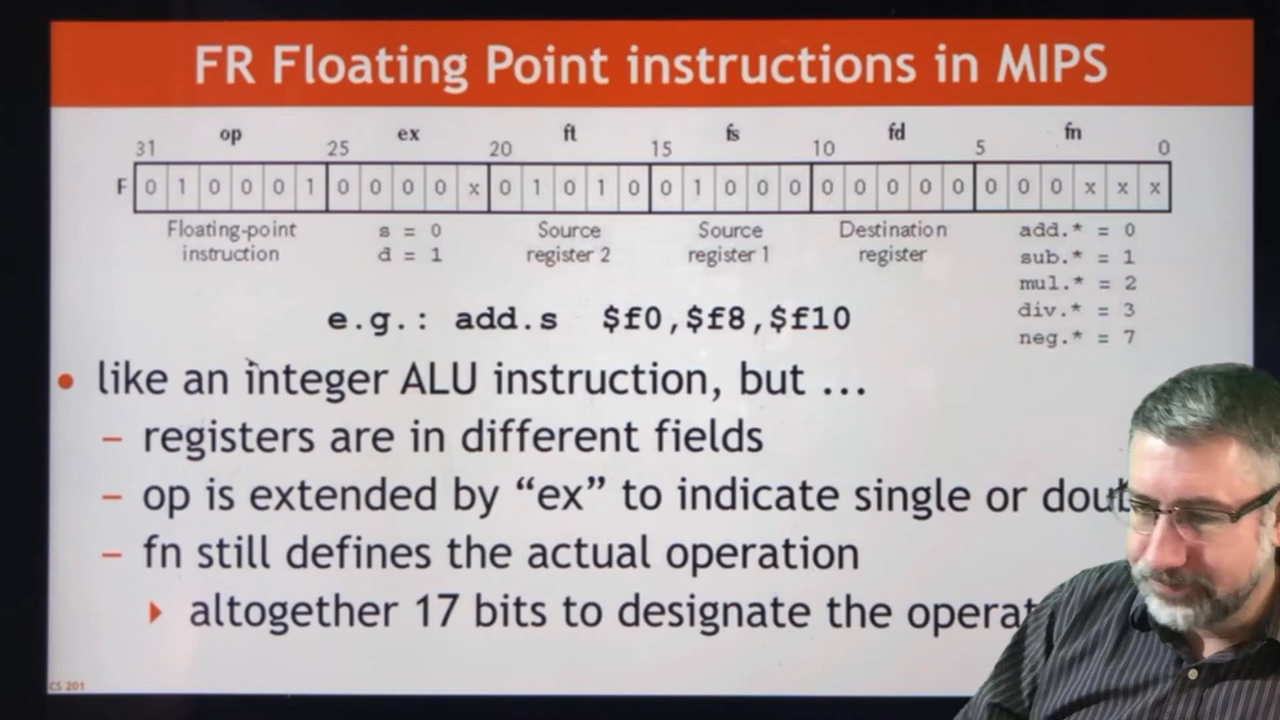 FR Floating Point instructions in MIPS
op ex ft fs fd fn
31 25 20 15 10 5 0
F 0 1 0 0 0 1 0 0 0 0 x 0 1 0 1 0 0 1 0 0 0 0 0 0 0 0 0 0 0 x x x
Floating-point s = 0 Source Source Destination add.* = 0
instruction d = 1 register 2 register 1 register sub.* = 1
mul.* = 2
div.* = 3
neg.* = 7
e.g.: add.s $f0,$f8,$f10
• like an integer ALU instruction, but ...
– registers are in different fields
– op is extended by “ex” to indicate single or
– fn still defines the actual operation
altogether 17 bits to designate the
CS 201